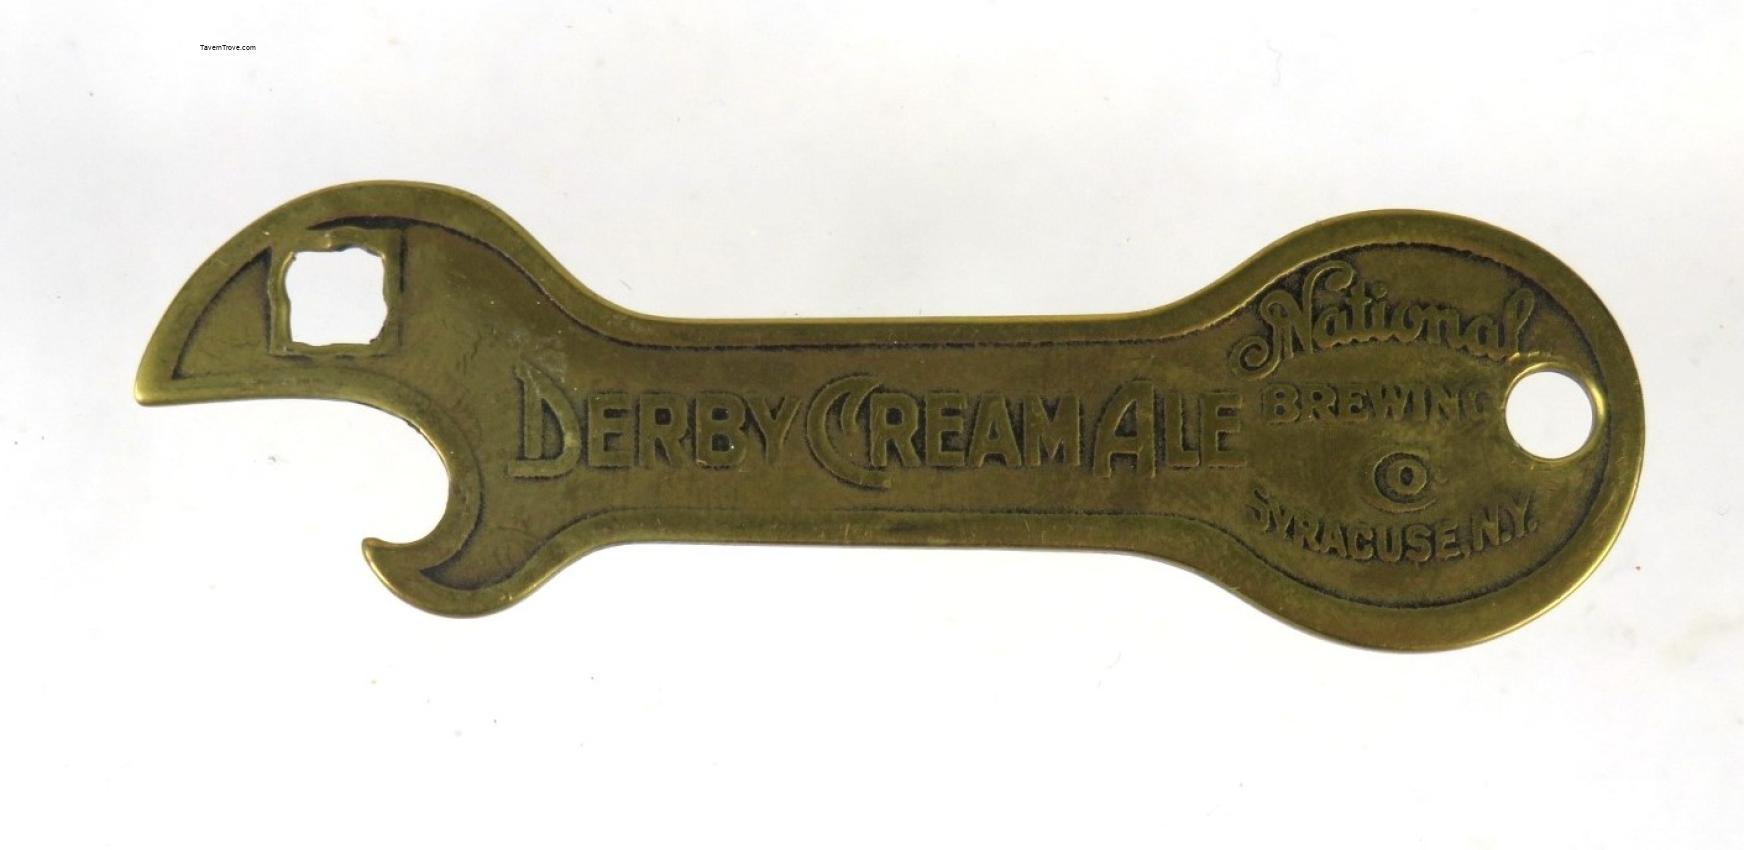 TavernTrove.com
DERBY CREAM ALE
National
BREWING
CO
SYRACUSE, N.Y.